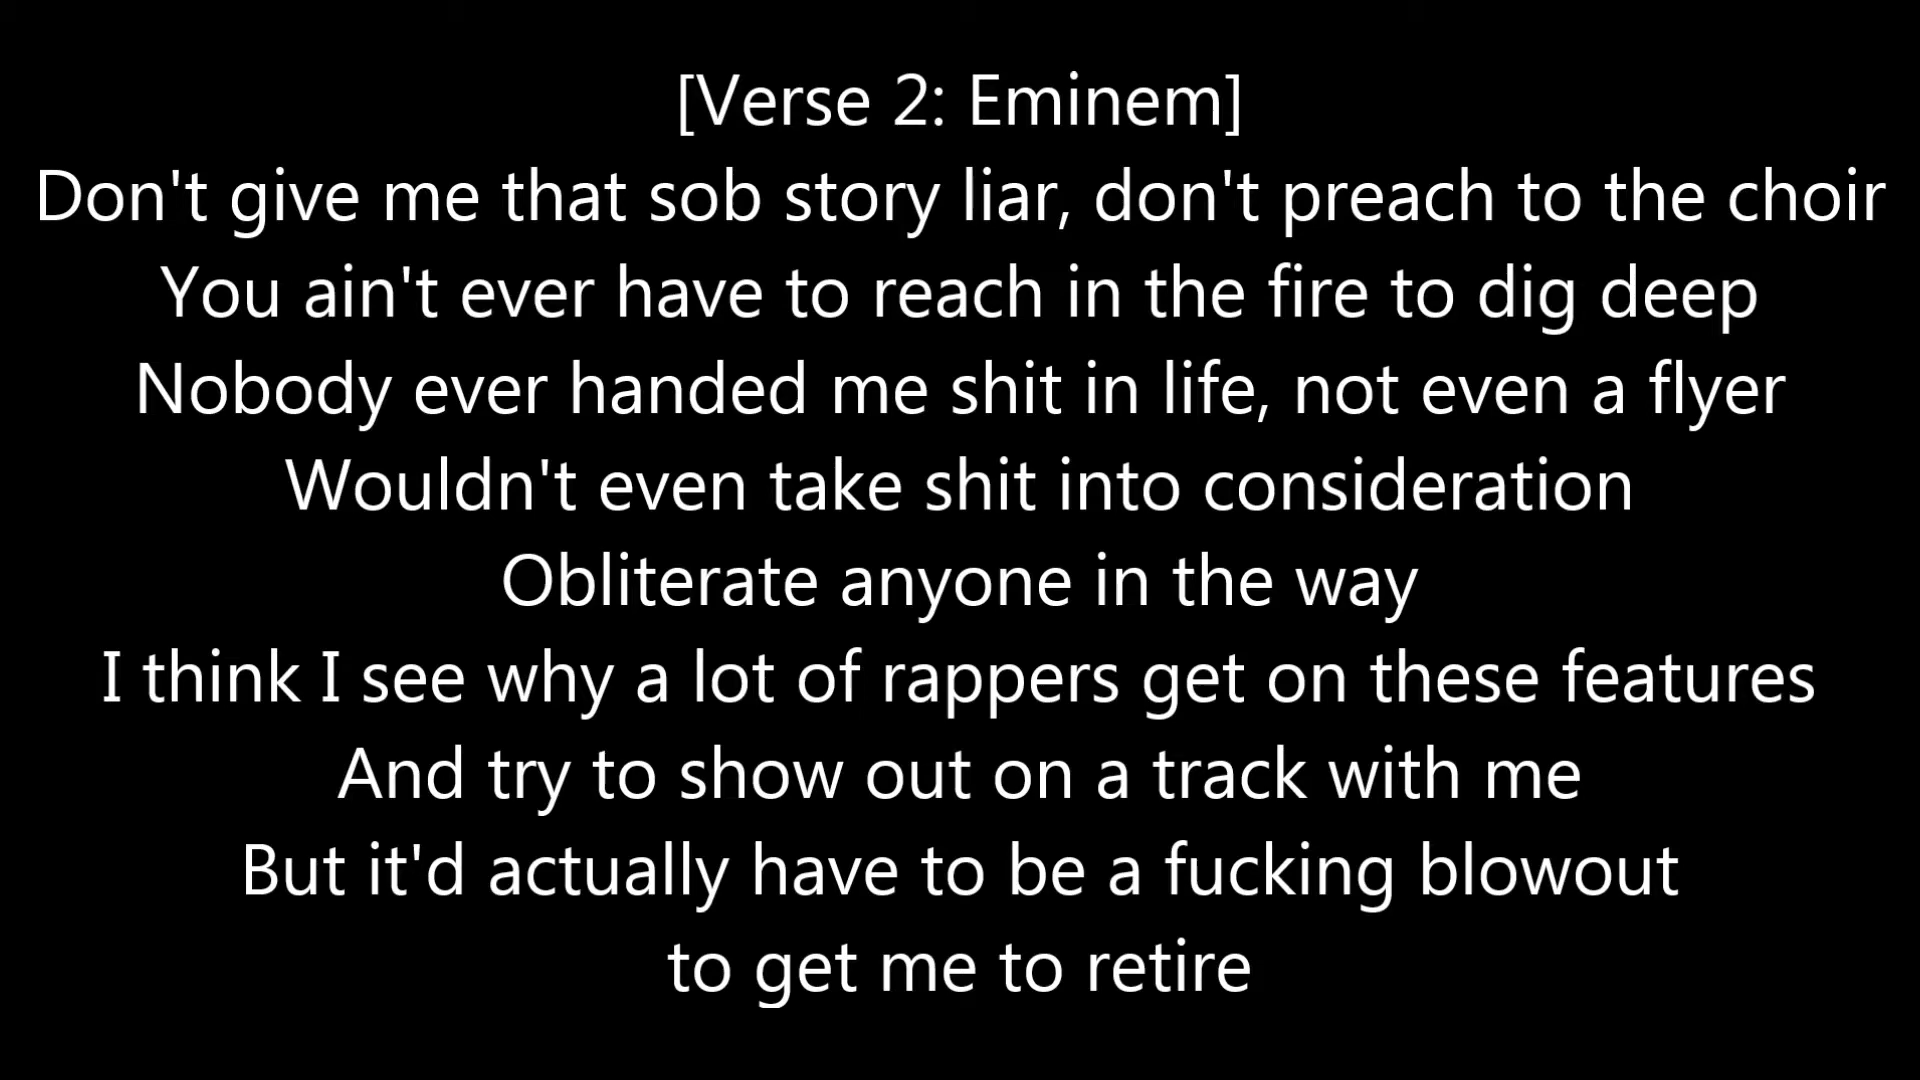 [Verse 2: Eminem]
Don't give me that sob story liar, don't preach to the choir
You ain't ever have to reach in the fire to dig deep
Nobody ever handed me shit in life, not even a flyer
Wouldn't even take shit into consideration
Obliterate anyone in the way
I think I see why a lot of rappers get on these features
And try to show out on a track with me
But it'd actually have to be a fucking blowout
to get me to retire